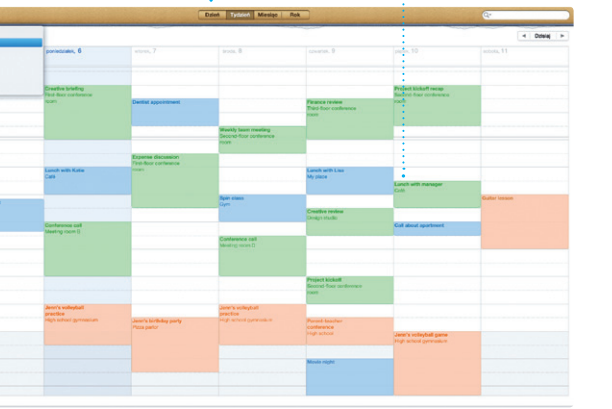 Dzień Tydzień Miesiąc Rok
Dzisiaj
poniedziałek, 6
wtorek, 7
środa, 8
czwartek, 9
piątek, 10
sobota, 11
Creative briefing
First-floor conference
room
Conference call
Meeting room D
Lunch with Katie
Café
Jenn's volleyball
practice
High school gymnasium
Dentist appointment
Expense discussion
First-floor conference
room
Jenn's birthday party
Pizza parlor
Weekly team meeting
Second-floor conference
room
Spin class
Gym
Conference call
Meeting room D
Jenn's volleyball
practice
High school gymnasium
Finance review
Third-floor conference
room
Lunch with Lisa
My place
Creative review
Design studio
Project kickoff
Second-floor conference
room
Parent-teacher
conference
High school
Movie night
Project kickoff recap
Second-floor conference
room
Lunch with manager
Café
Call about apartment
Jenn's volleyball game
High school gymnasium
Guitar lesson